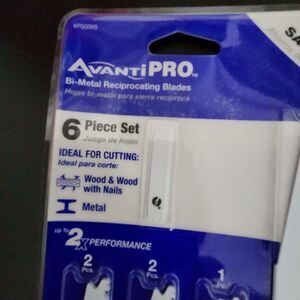 #PS006S
SA
AVANTI PRO
Bi-Metal Reciprocating Blades
Hojas bi-metal para sierra recíproca
6 Piece Set
Juego de hojas
IDEAL FOR CUTTING:
Ideal para corte:
Wood & Wood
with Nails
Metal
Up To 2X PERFORMANCE
2 Pcs.
2 Pcs.
1